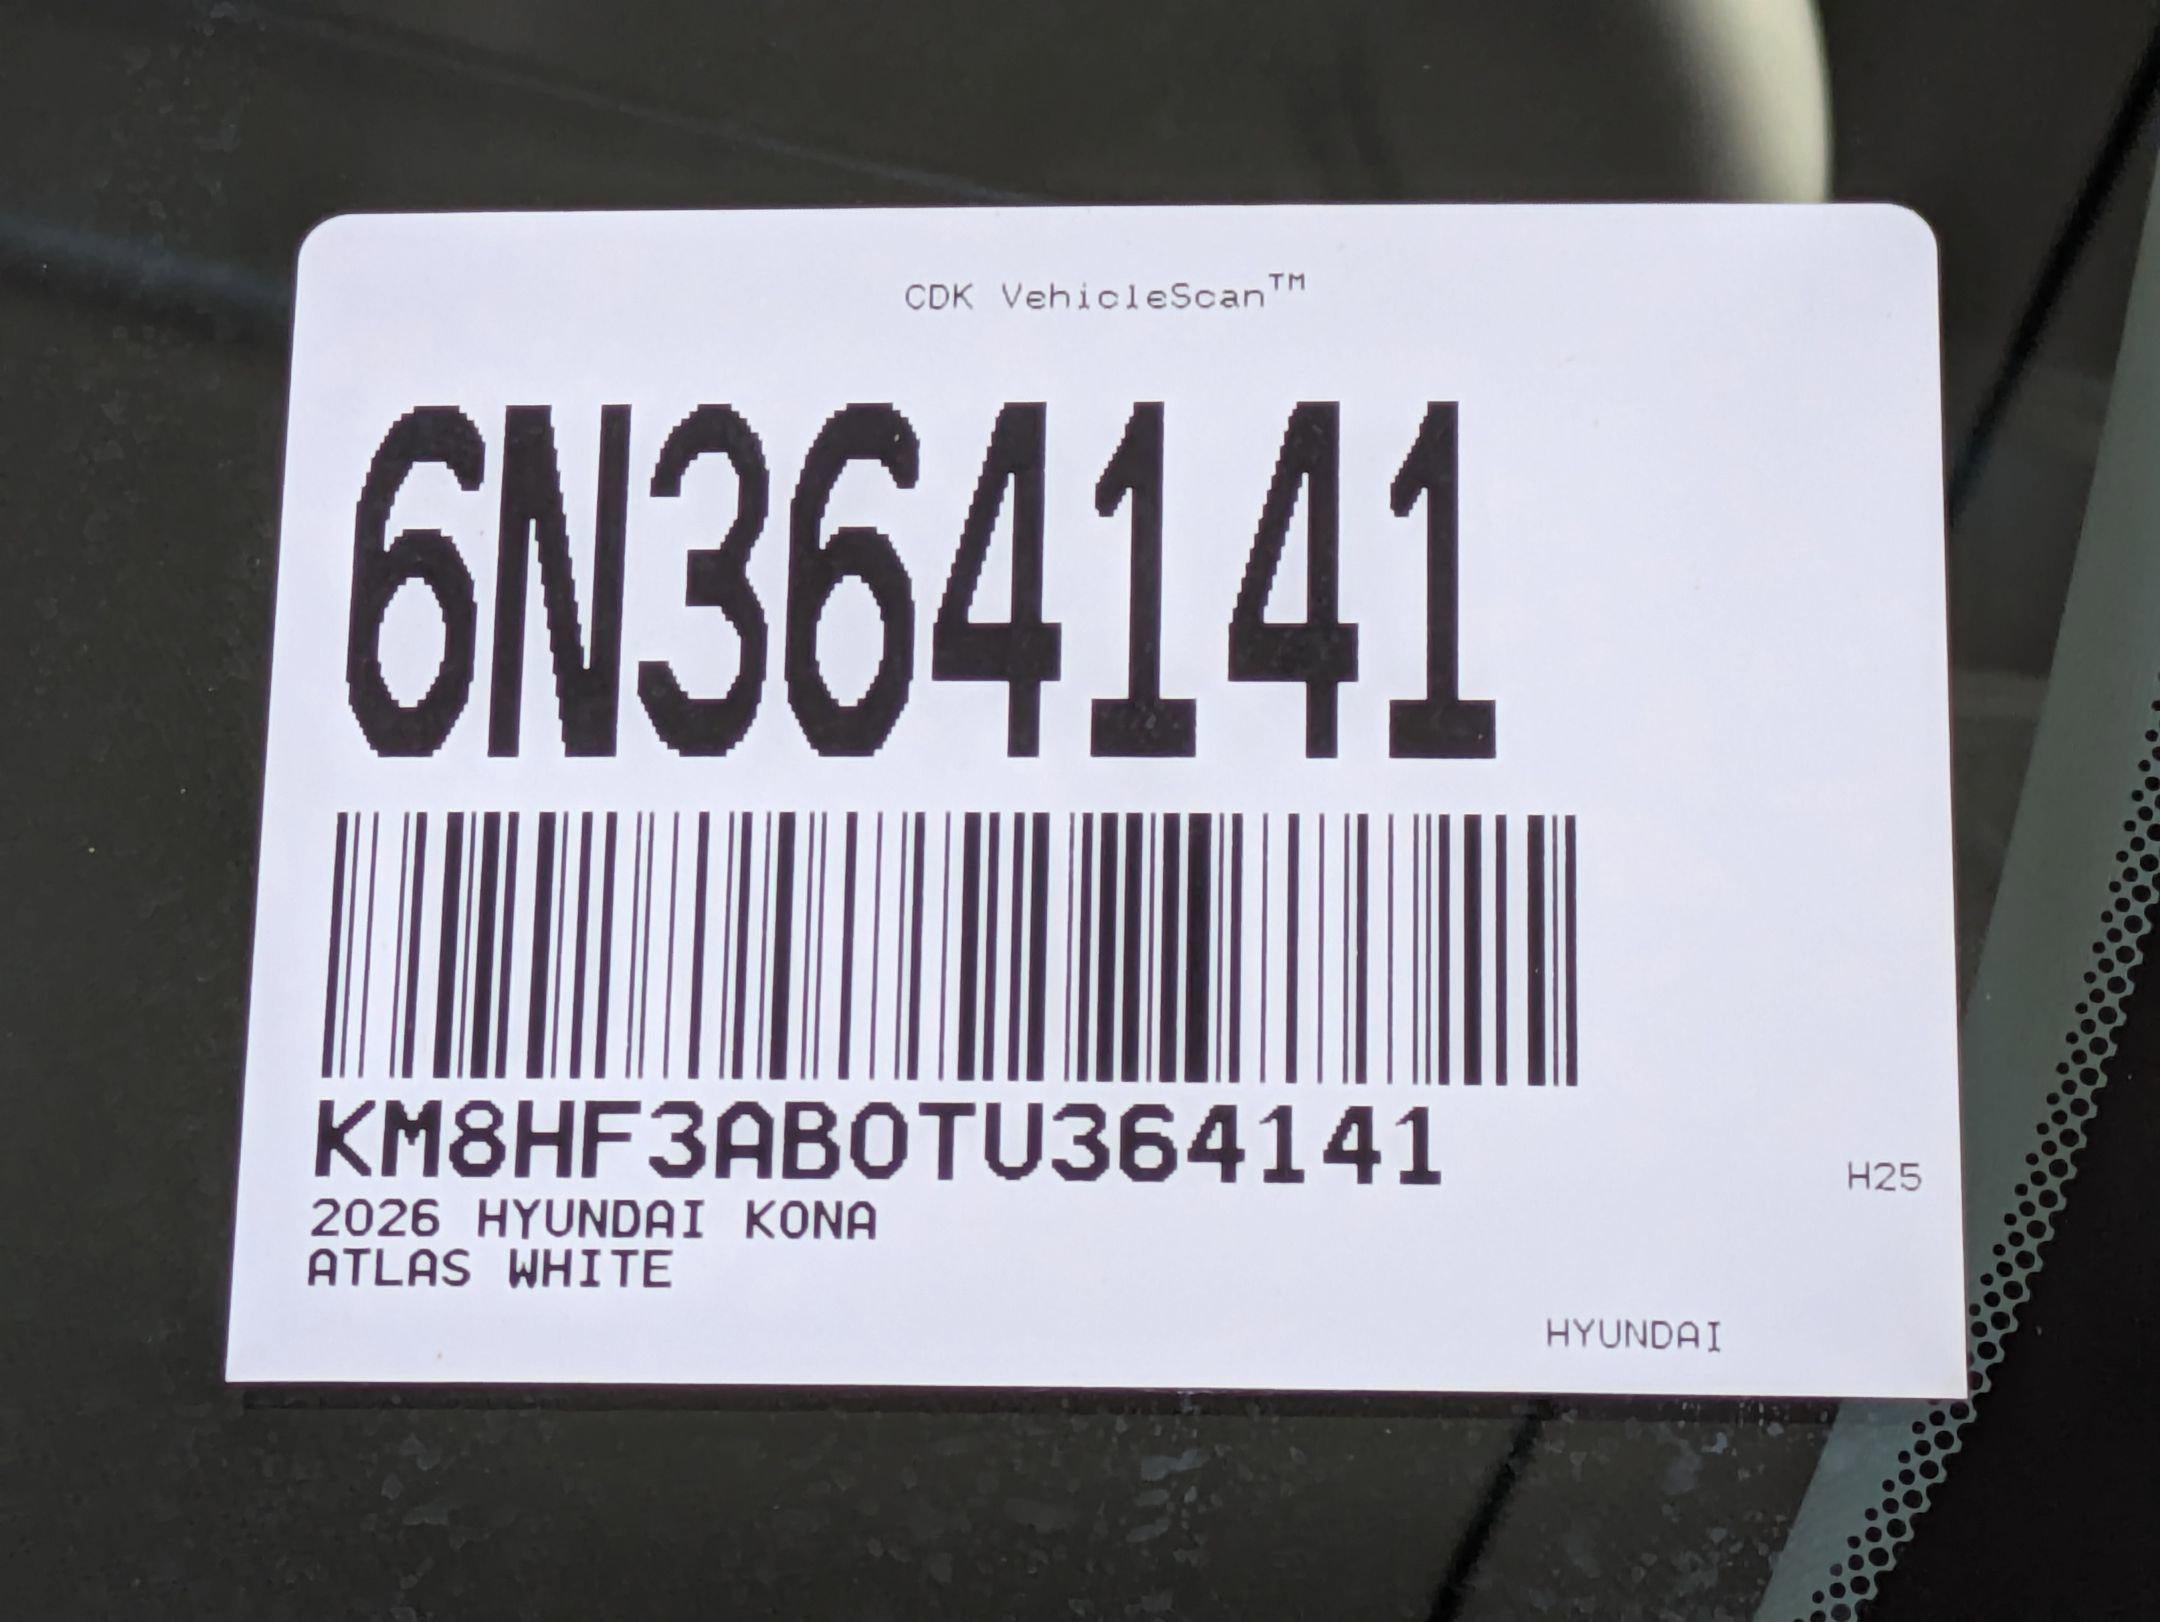 CDK VehicleScan™
6N364141
KM8HF3AB0TU364141
2026 HYUNDAI KONA
ATLAS WHITE
H25
HYUNDAI